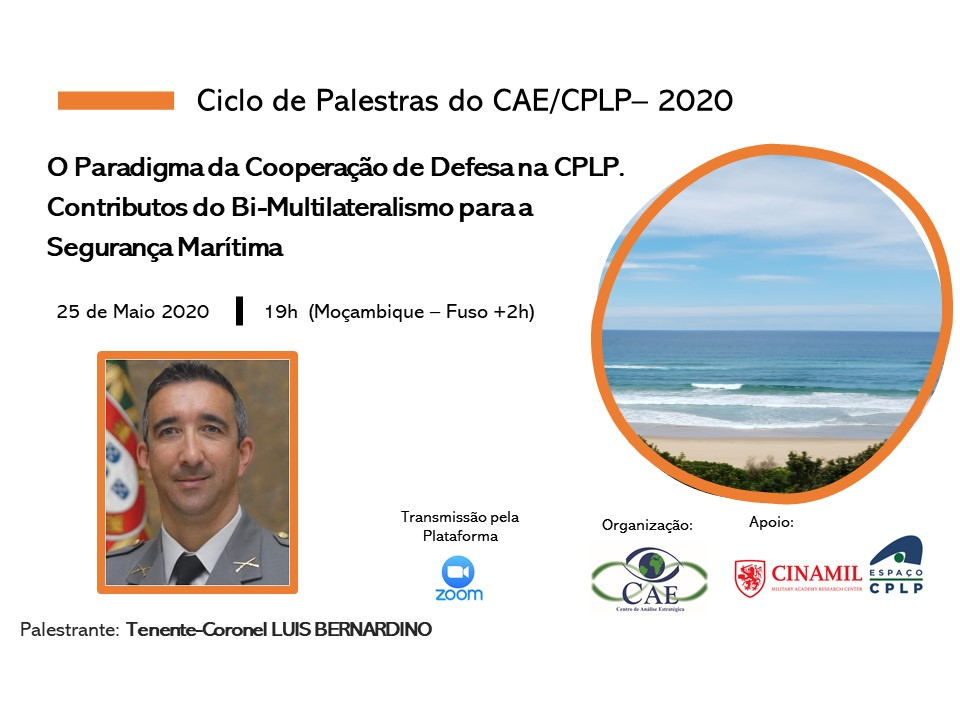 Ciclo de Palestras do CAE/CPLP– 2020
O Paradigma da Cooperação de Defesa na CPLP.
Contributos do Bi-Multilateralismo para a
Segurança Marítima
25 de Maio 2020
19h (Moçambique – Fuso +2h)
Transmissão pela
Plataforma
zoom
Organização:
CAE
Centro de Análise Estratégica
Apoio:
CINAMIL
MILITARY ACADEMY RESEARCH CENTER
ESPAÇO
CPLP
Palestrante: Tenente-Coronel LUIS BERNARDINO